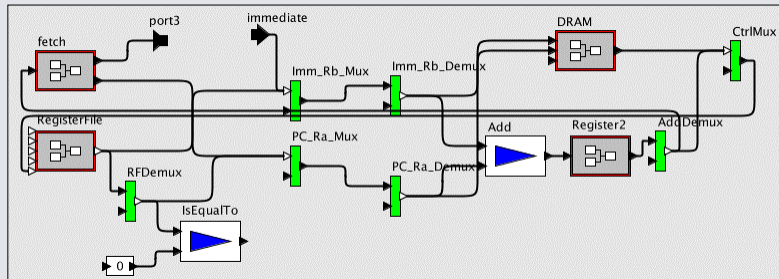 port3
immediate
DRAM
CtrlMux
fetch
Imm_Rb_Mux
Imm_Rb_Demux
RegisterFile
PC_Ra_Mux
Add
Register2
AddDemux
RFDemux
PC_Ra_Demux
IsEqualTo
0